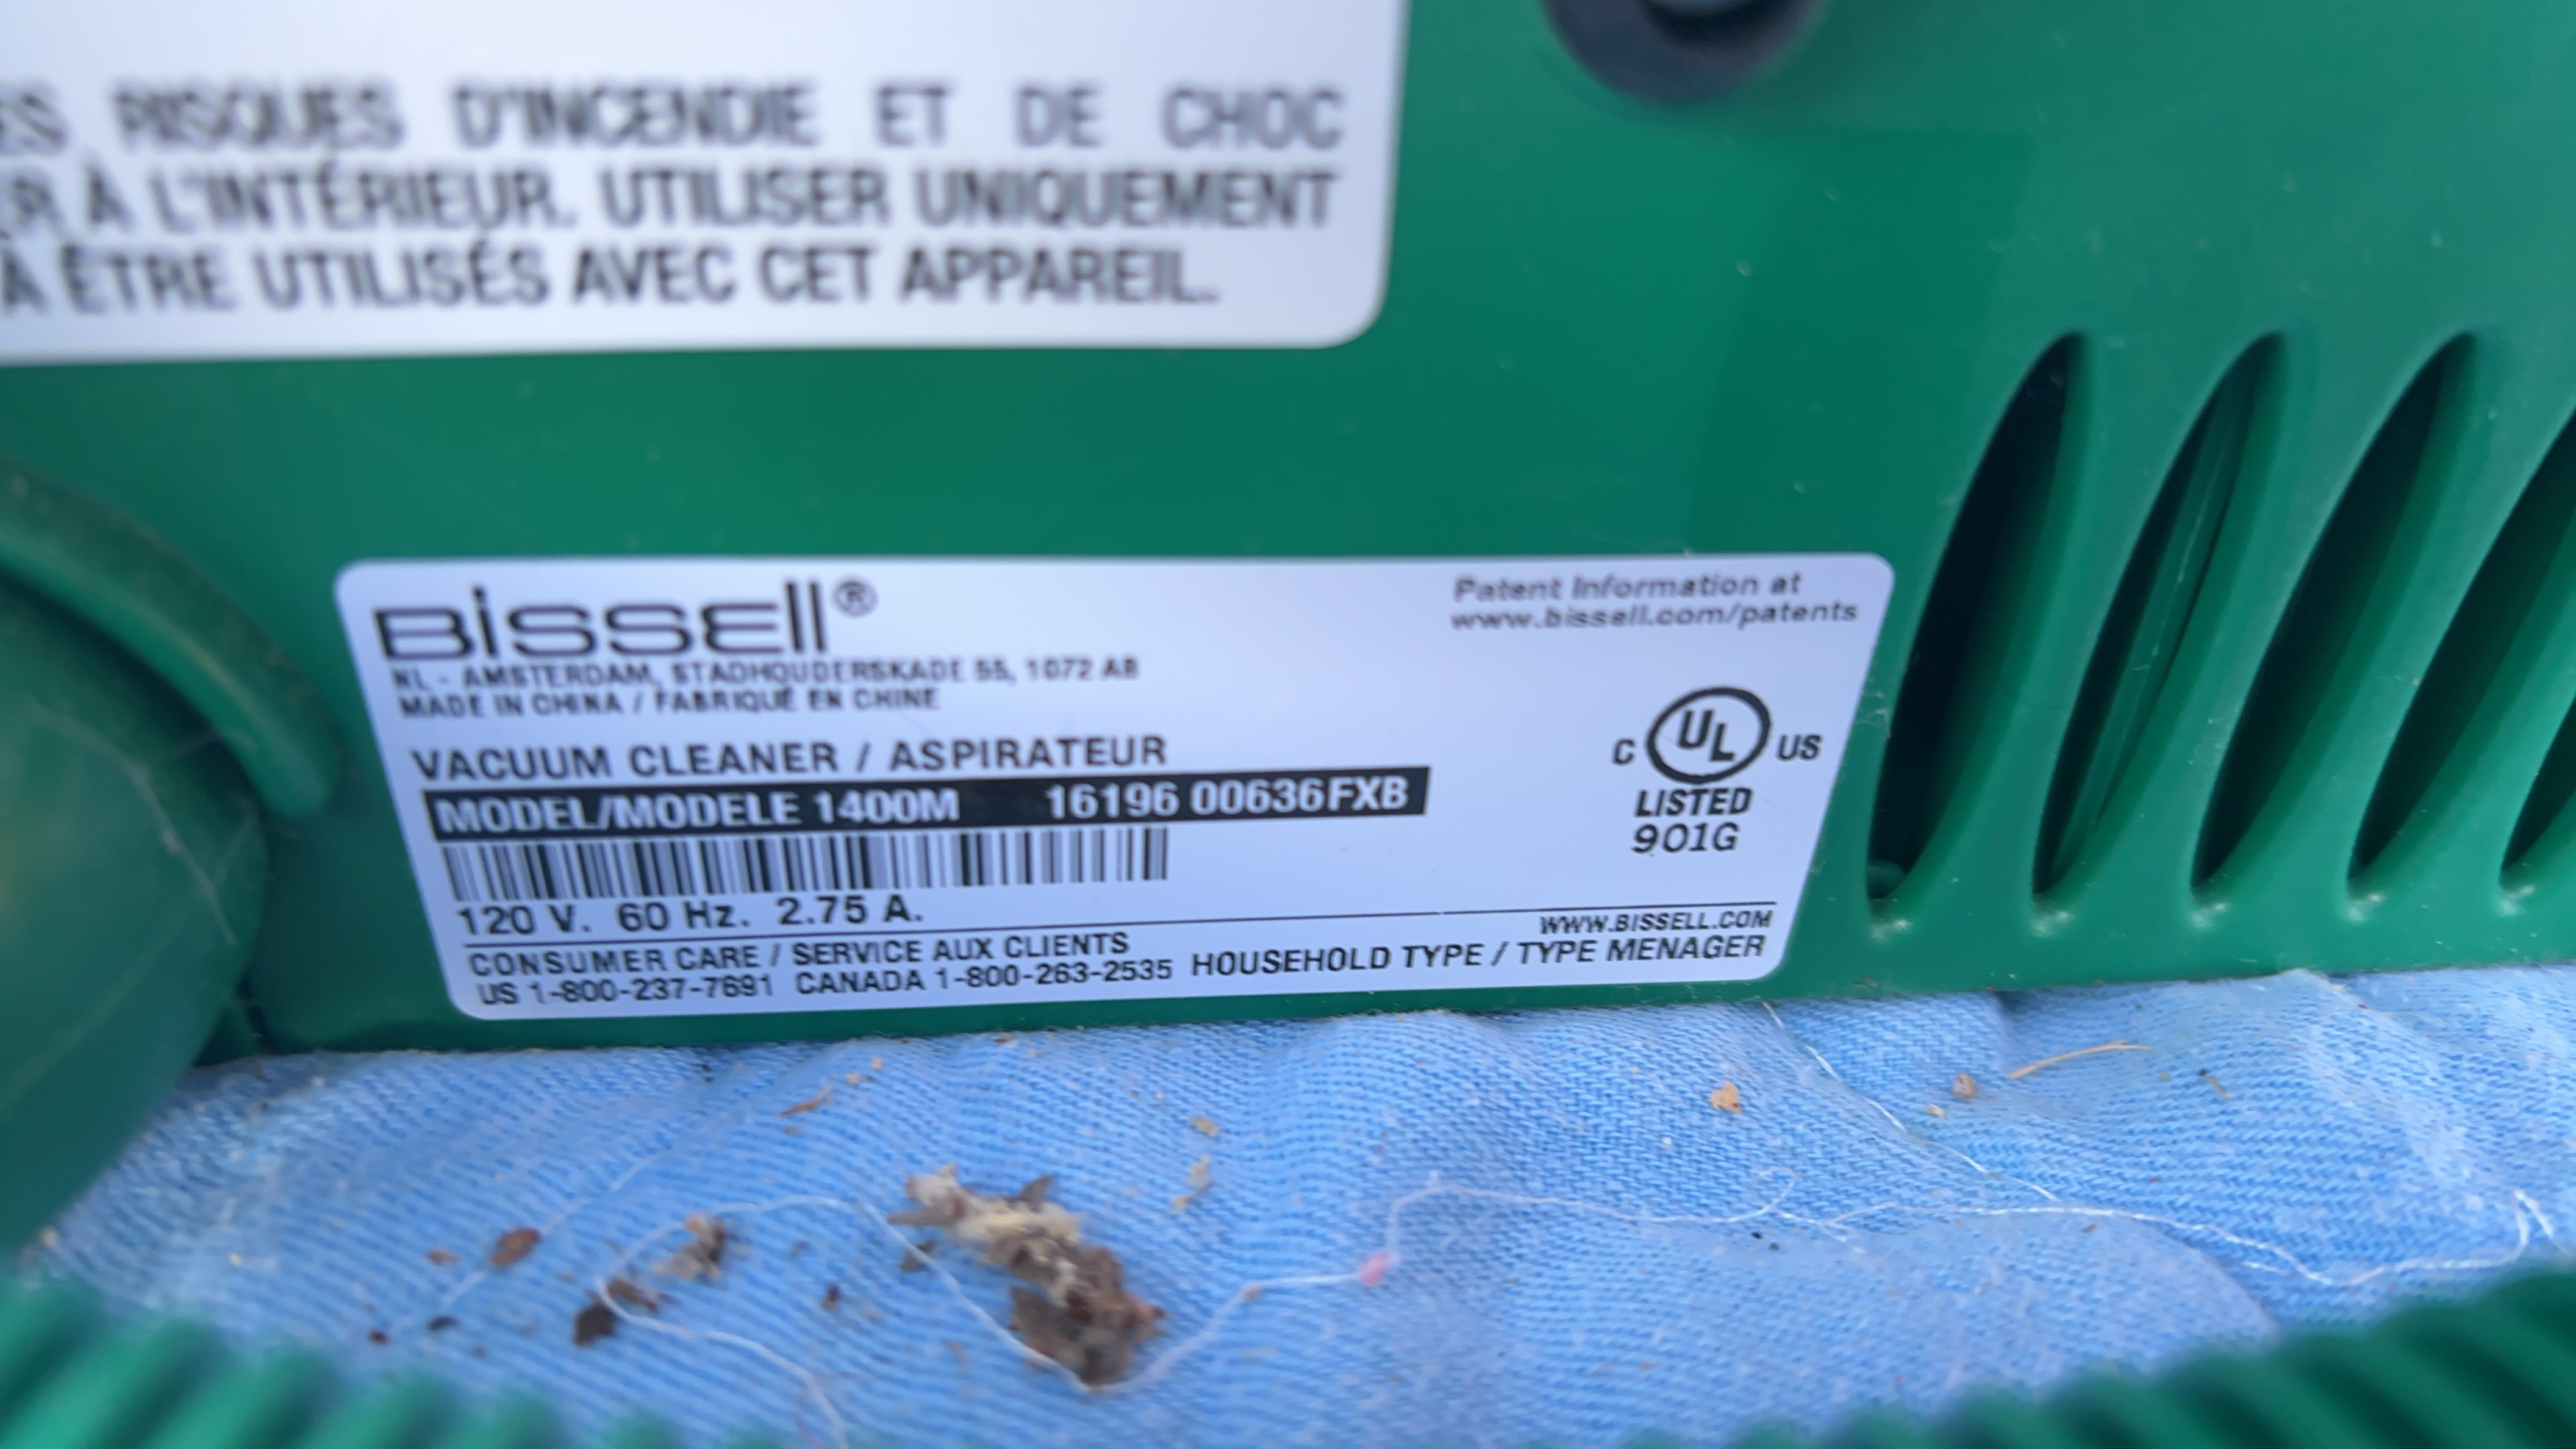 ES RISQUES D'INCENDIE ET DE CHOC
ER À L'INTÉRIEUR. UTILISER UNIQUEMENT
À ÊTRE UTILISÉS AVEC CET APPAREIL.
BISSELL®
Patent Information at
www.bissell.com/patents
NL - AMSTERDAM, STADHOUDERSKADE 55, 1072 AB
MADE IN CHINA / FABRIQUÉ EN CHINE
VACUUM CLEANER / ASPIRATEUR
MODEL/MODELE 1400M 16196 00636FXB
C UL US
LISTED
901G
120 V. 60 Hz. 2.75 A.
WWW.BISSELL.COM
CONSUMER CARE / SERVICE AUX CLIENTS
US 1-800-237-7691 CANADA 1-800-263-2535
HOUSEHOLD TYPE / TYPE MENAGER